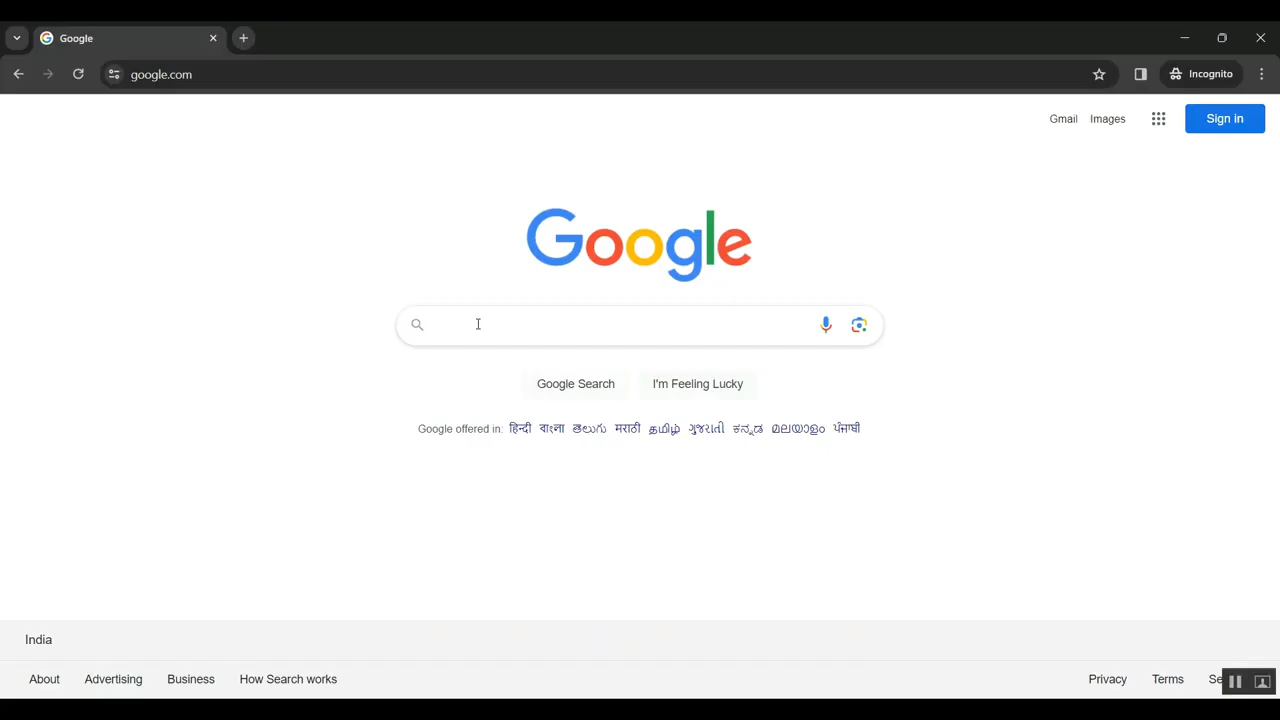 Google
google.com
Incognito
Gmail Images Sign in
Google
Google Search I'm Feeling Lucky
Google offered in: हिन्दी বাংলা తెలుగు मराठी தமிழ் ગુજરાતી ಕನ್ನಡ മലയാളം ਪੰਜਾਬੀ
India
About Advertising Business How Search works Privacy Terms Se